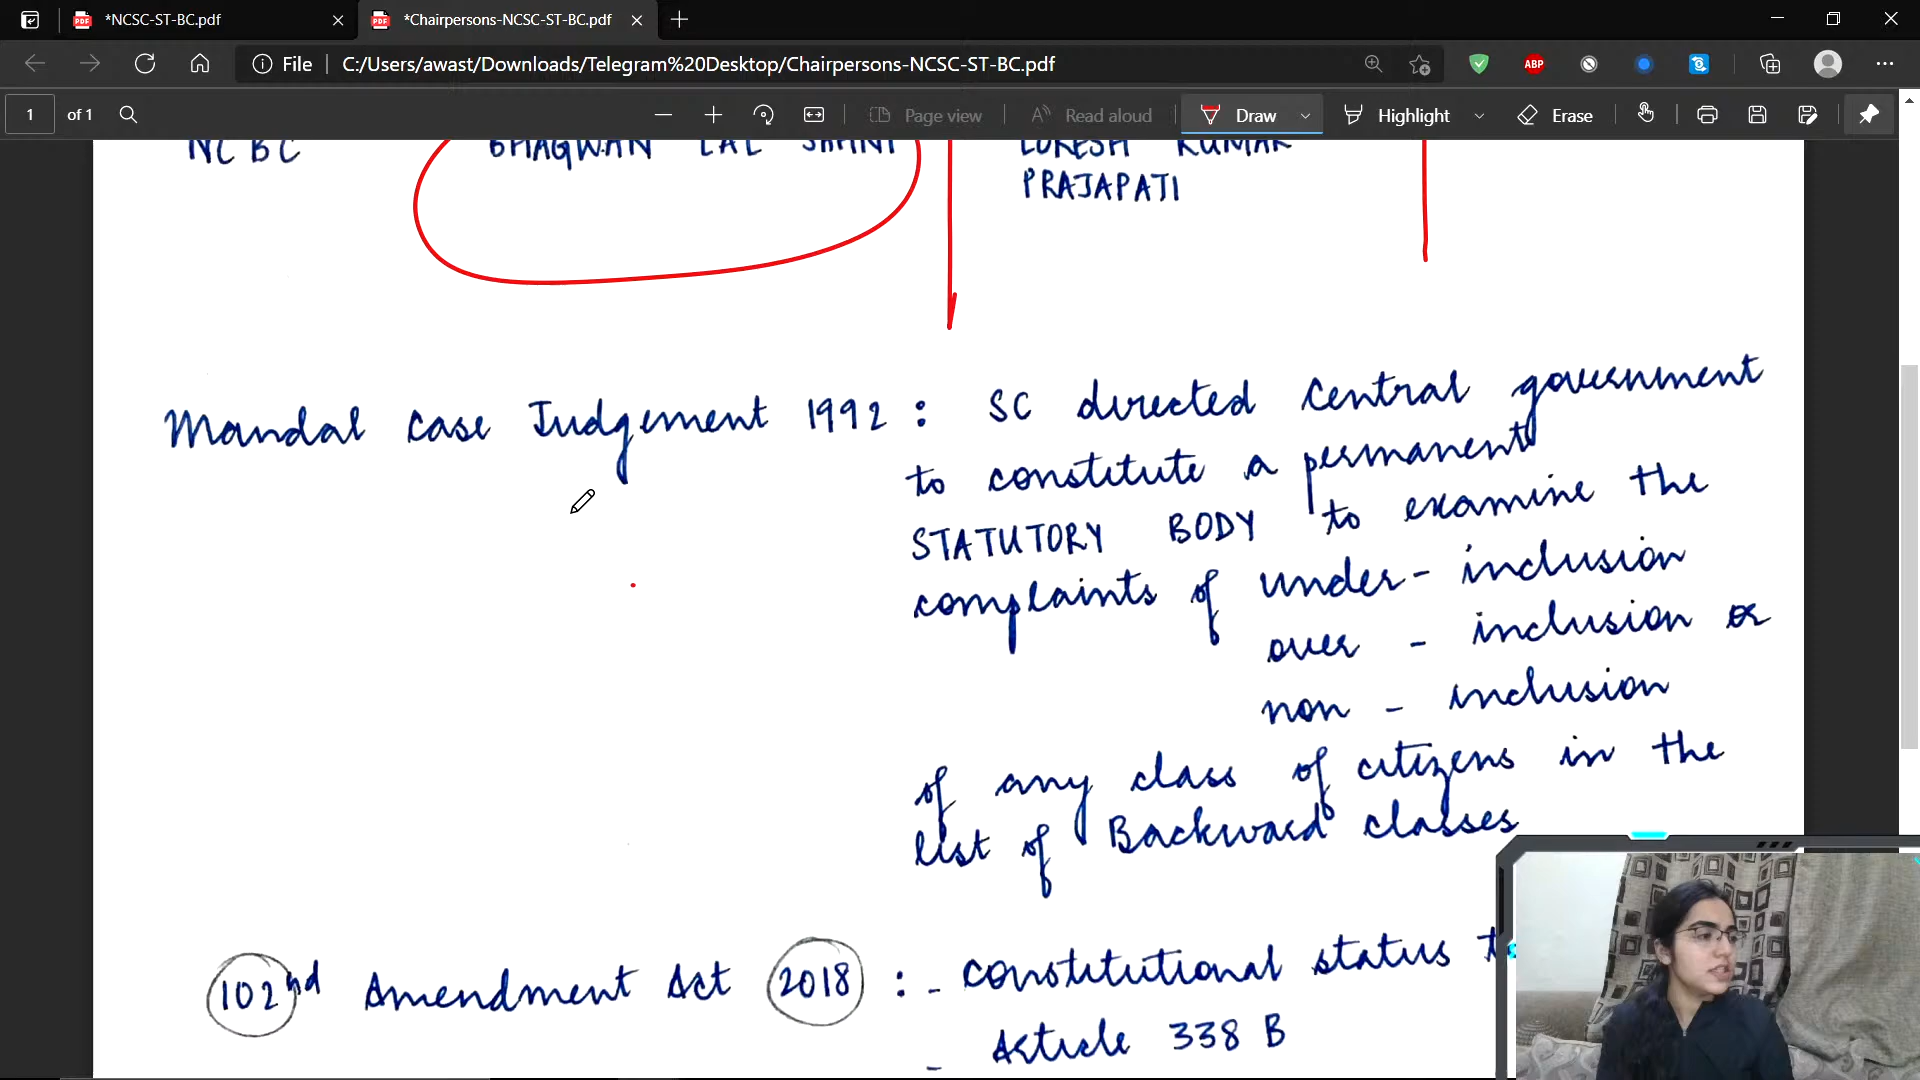 *NCSC-ST-BC.pdf
*Chairpersons-NCSC-ST-BC.pdf
File
C:/Users/awast/Downloads/Telegram%20Desktop/Chairpersons-NCSC-ST-BC.pdf
ABP
1 of 1
Page view
Read aloud
Draw
Highlight
Erase
NCBC BHAGWAN LAL SAHNI LOKESH KUMAR
PRAJAPATI
Mandal case Judgement 1992 : SC directed Central government
to constitute a permanent
STATUTORY BODY to examine the
complaints of under - inclusion
over - inclusion or
non - inclusion
of any class of citizens in the
list of Backward classes
102nd Amendment Act 2018 : - constitutional status
- Article 338 B